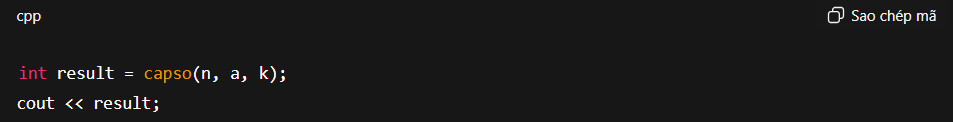 cpp
Sao chép mã
int result = capso(n, a, k);
cout << result;